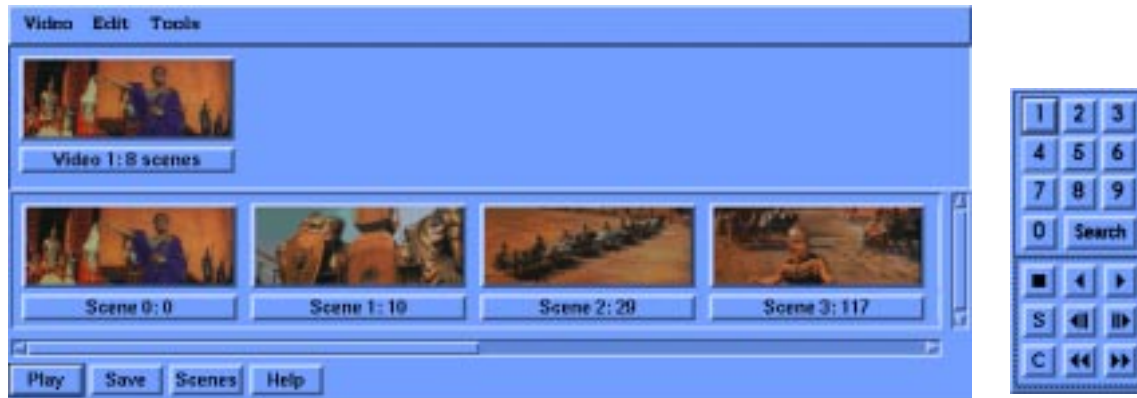 Video Edit Tools
Video 1: 8 scenes
Scene 0: 0 Scene 1: 10 Scene 2: 29 Scene 3: 117
Play Save Scenes Help
1 2 3
4 5 6
7 8 9
0 Search
S
C